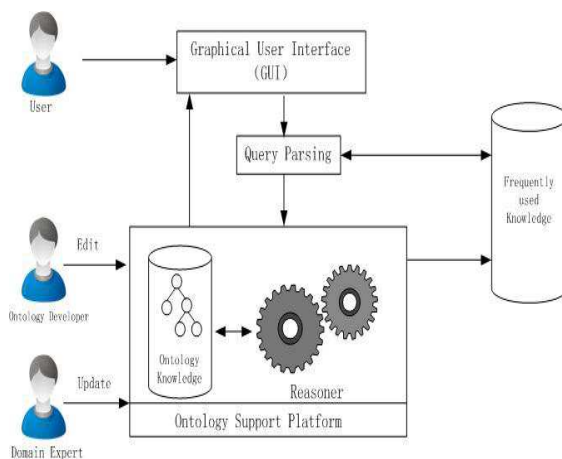 Graphical User Interface
(GUI)
User
Query Parsing
Frequently
used
Knowledge
Edit
Ontology Developer
Ontology
Knowledge
Reasoner
Update
Ontology Support Platform
Domain Expert